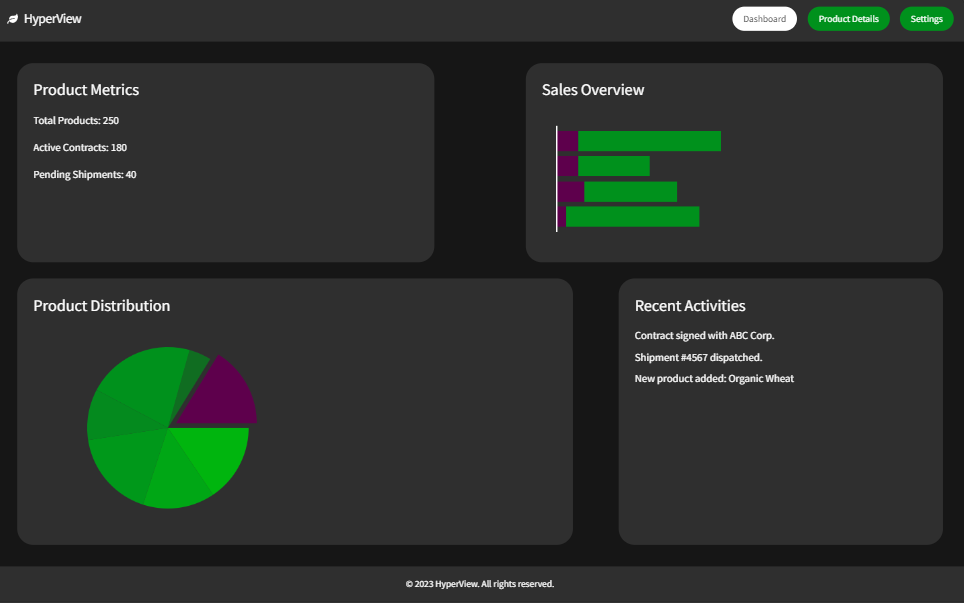 HyperView
Dashboard
Product Details
Settings
Product Metrics
Total Products: 250
Active Contracts: 180
Pending Shipments: 40
Sales Overview
Product Distribution
Recent Activities
Contract signed with ABC Corp.
Shipment #4567 dispatched.
New product added: Organic Wheat
© 2023 HyperView. All rights reserved.